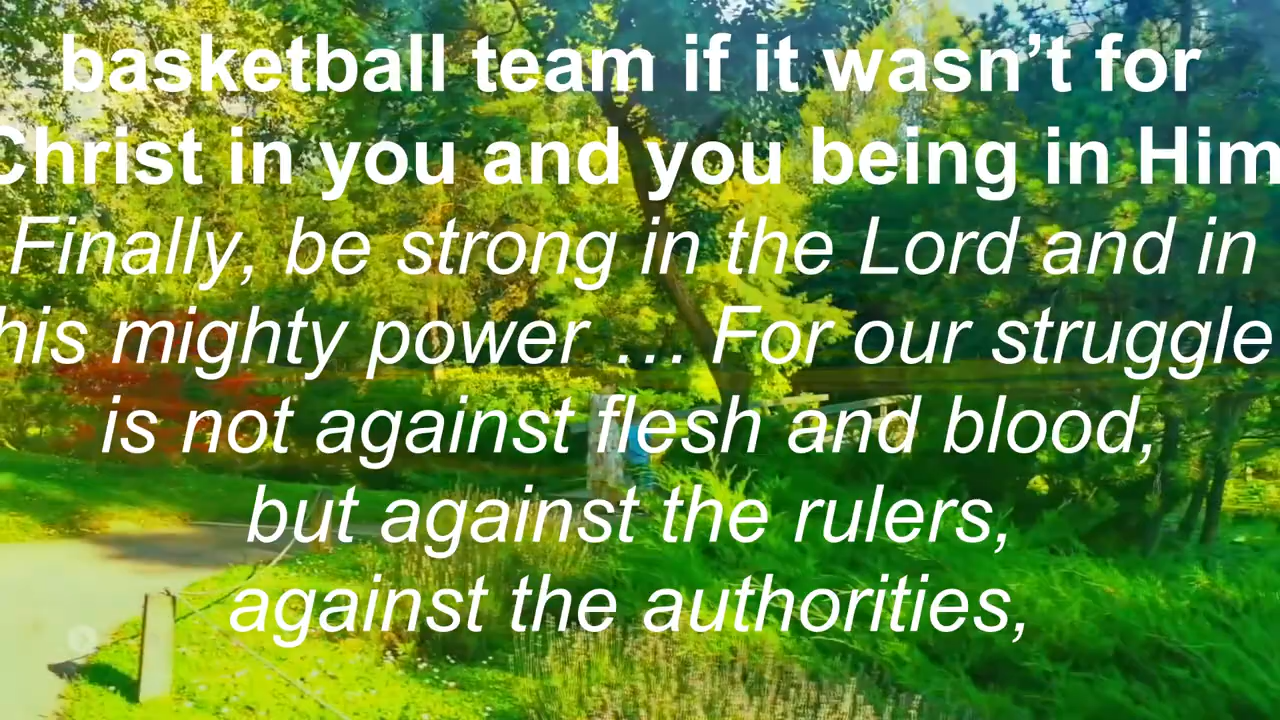 basketball team if it wasn’t for
Christ in you and you being in Him
Finally, be strong in the Lord and in
his mighty power … For our struggle
is not against flesh and blood,
but against the rulers,
against the authorities,